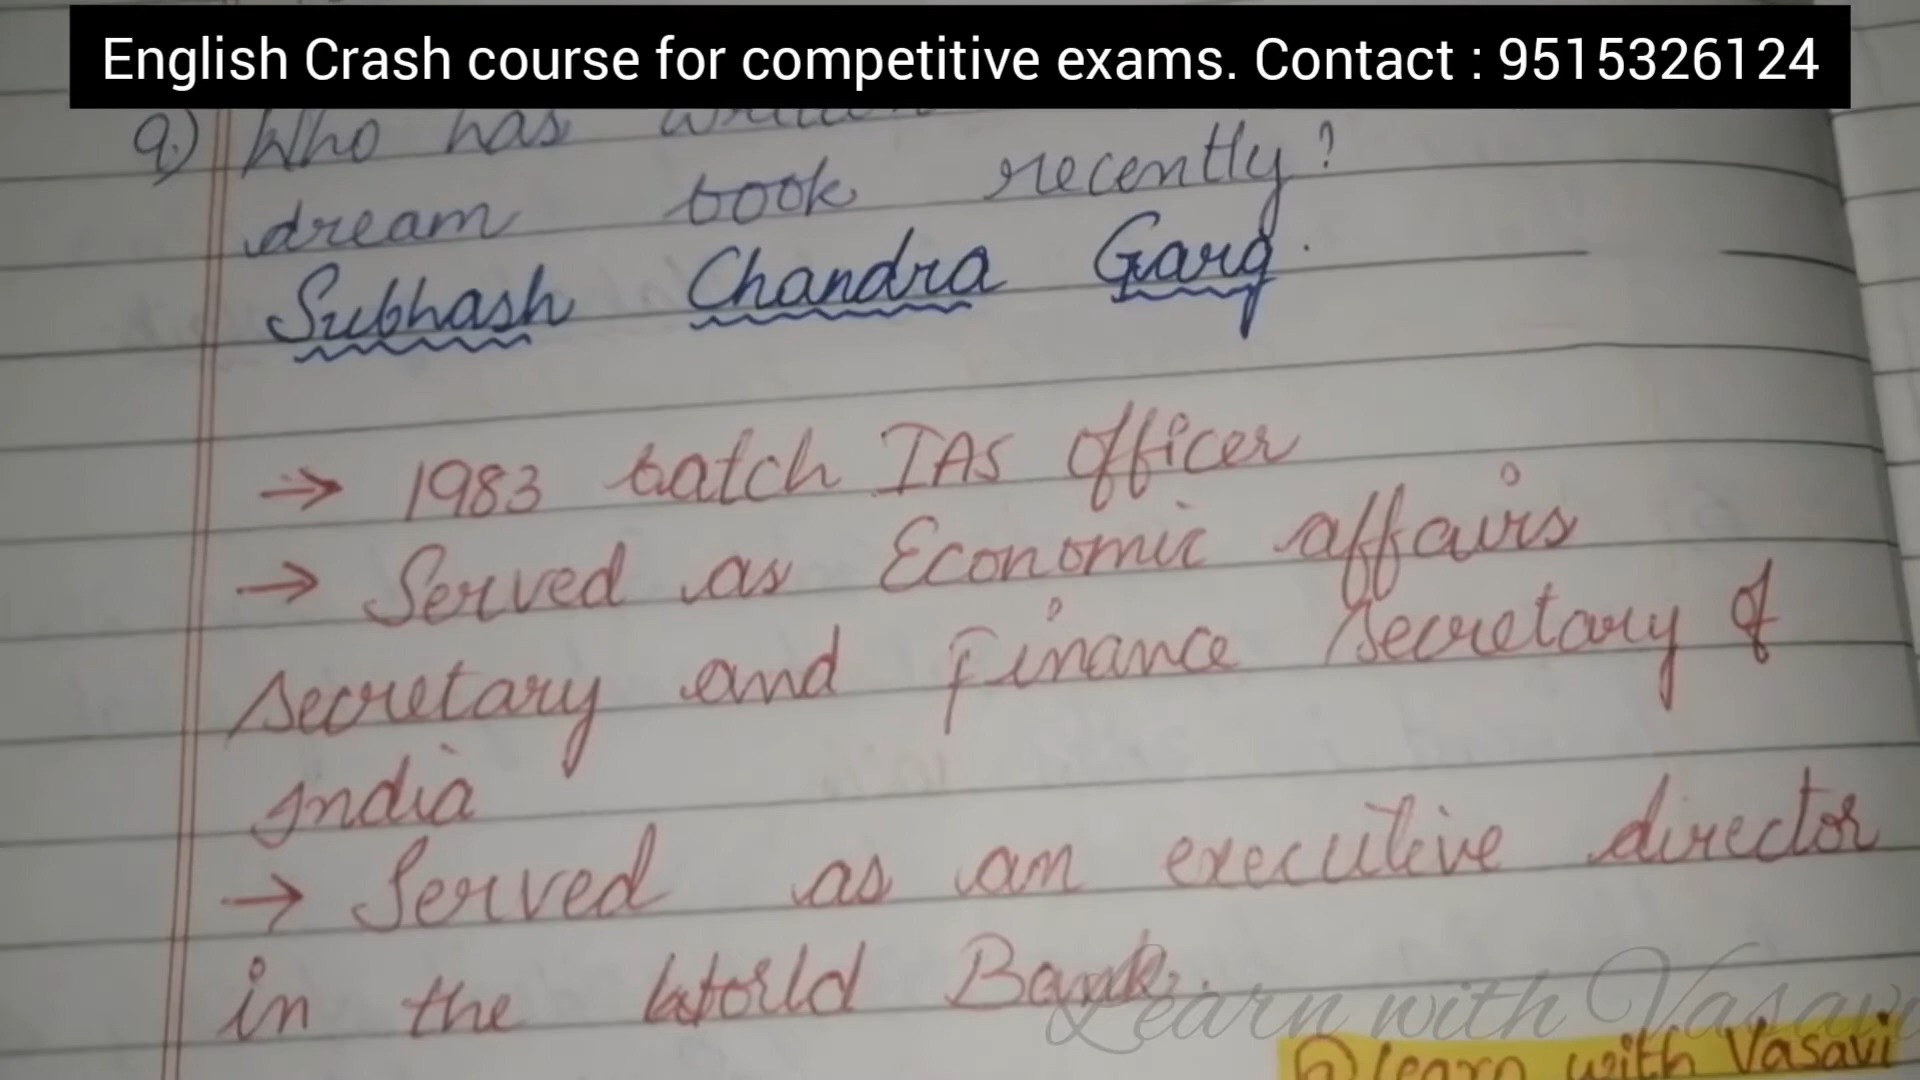 English Crash course for competitive exams. Contact : 9515326124
9) Who has written
dream book recently?
Subhash Chandra Garg.
→ 1983 batch IAS Officer
→ Served as Economic affairs
secretary and Finance secretary of
India
→ Served as an executive director
in the World Bank.
Learn with Vasavi
@learn with Vasavi